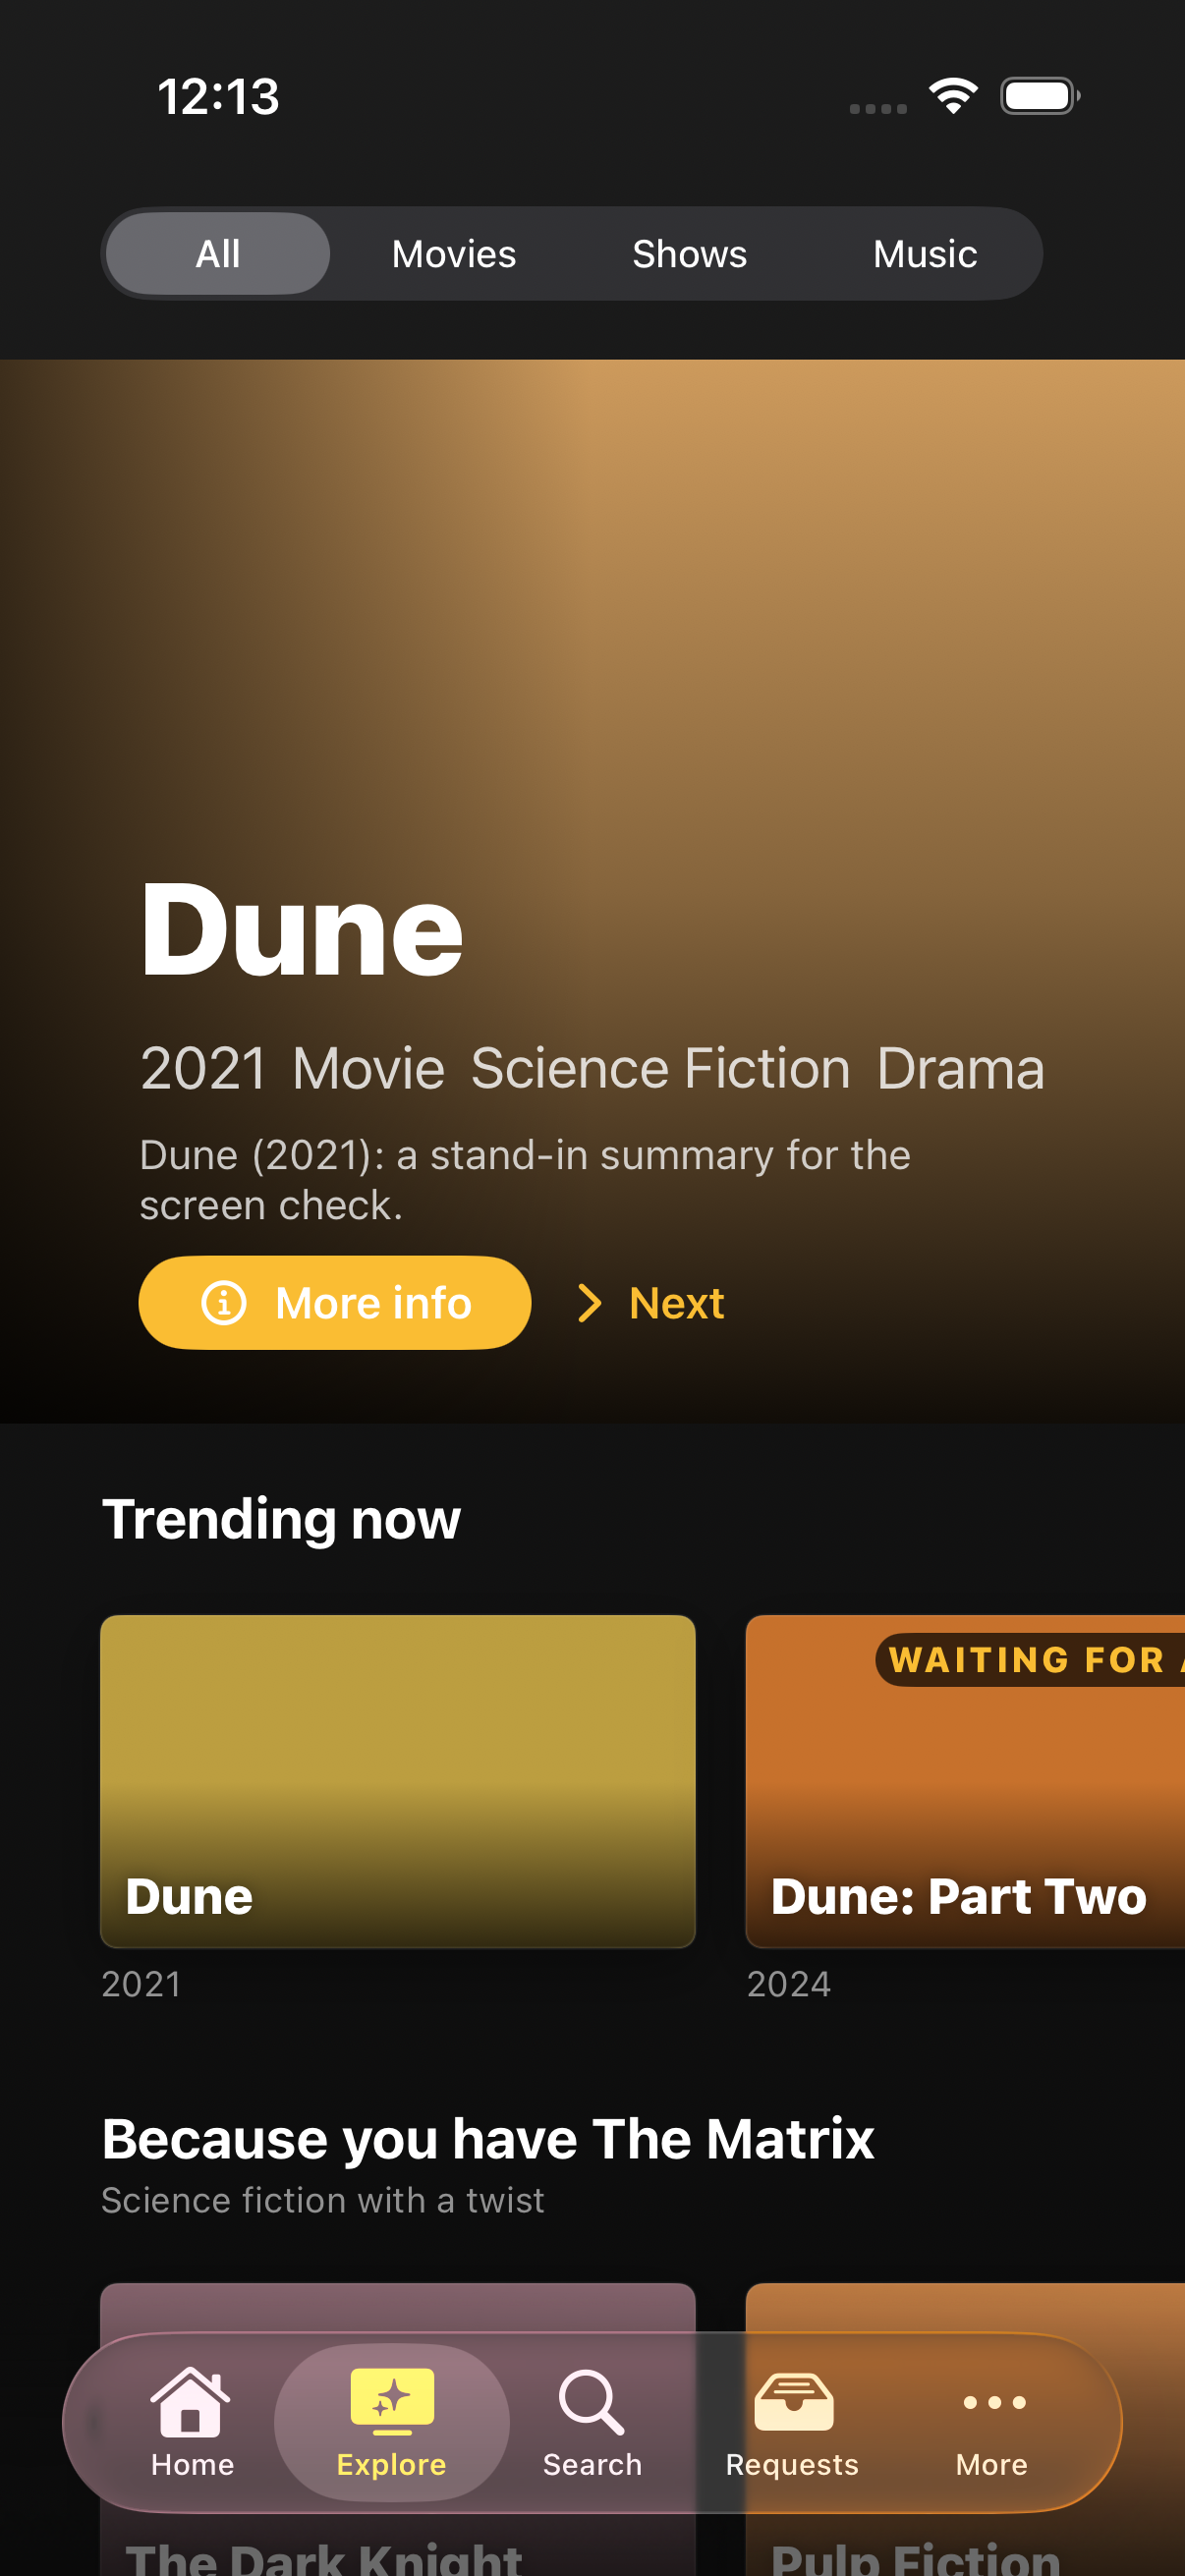 12:13
All Movies Shows Music
Dune
2021 Movie Science Fiction Drama
Dune (2021): a stand-in summary for the
screen check.
More info Next
Trending now
WAITING FOR
Dune
Dune: Part Two
2021
2024
Because you have The Matrix
Science fiction with a twist
Home Explore Search Requests More
The Dark Knight
Pulp Fiction